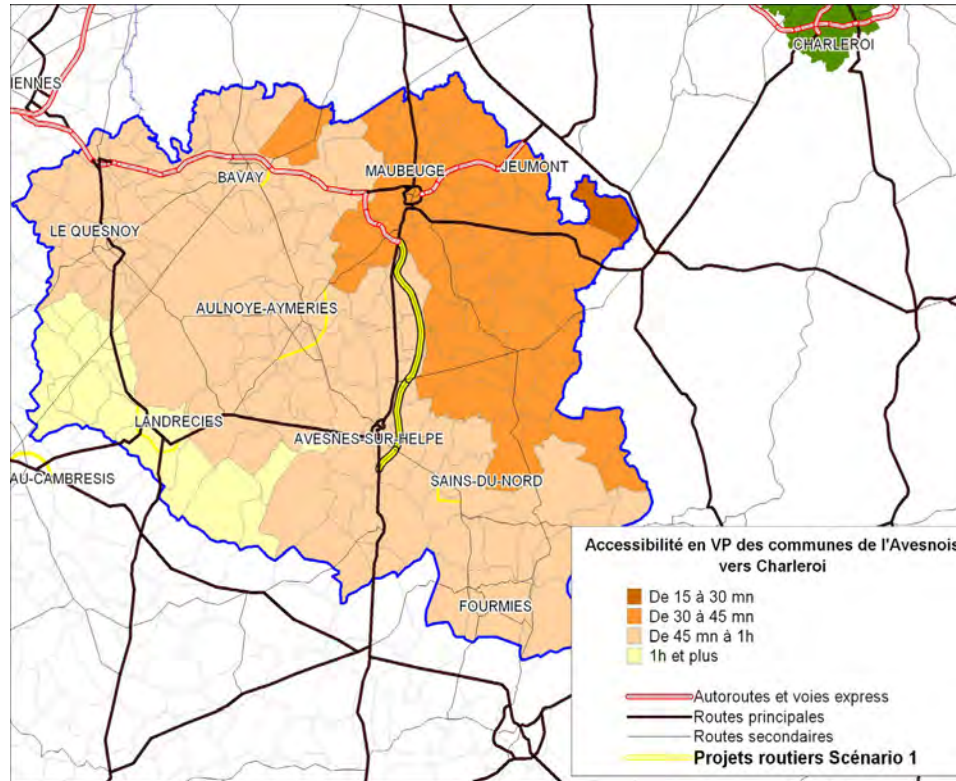 CHARLEROI
IENNES
MAUBEUGE
JEUMONT
BAVAY
LE QUESNOY
AULNOYE-AYMERIES
LANDRECIES
AVESNES-SUR-HELPE
AU-CAMBRESIS
SAINS-DU-NORD
FOURMIES
Accessibilité en VP des communes de l'Avesnois
vers Charleroi
De 15 à 30 mn
De 30 à 45 mn
De 45 mn à 1h
1h et plus
Autoroutes et voies express
Routes principales
Routes secondaires
Projets routiers Scénario 1